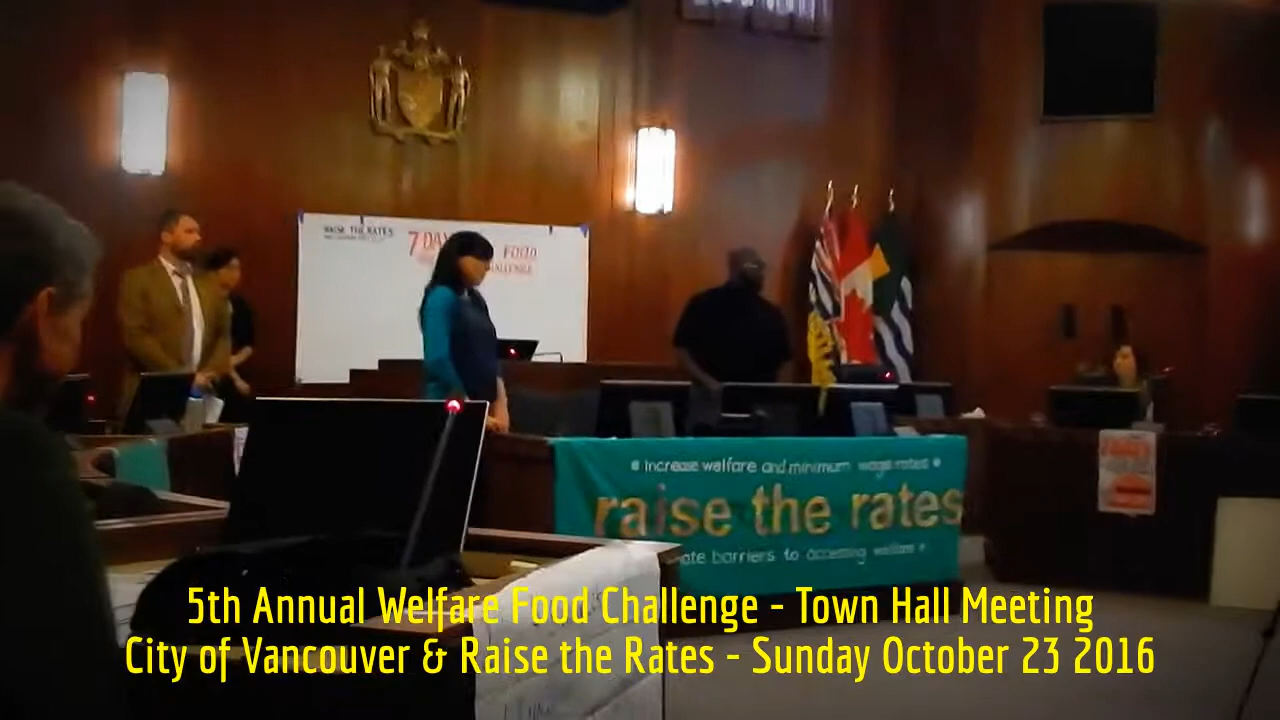 RAISE THE RATES
7 DAY FOOD
CHALLENGE
• increase welfare and minimum wage rates •
raise the rates
barriers to accessing welfare •
5th Annual Welfare Food Challenge - Town Hall Meeting
City of Vancouver & Raise the Rates - Sunday October 23 2016